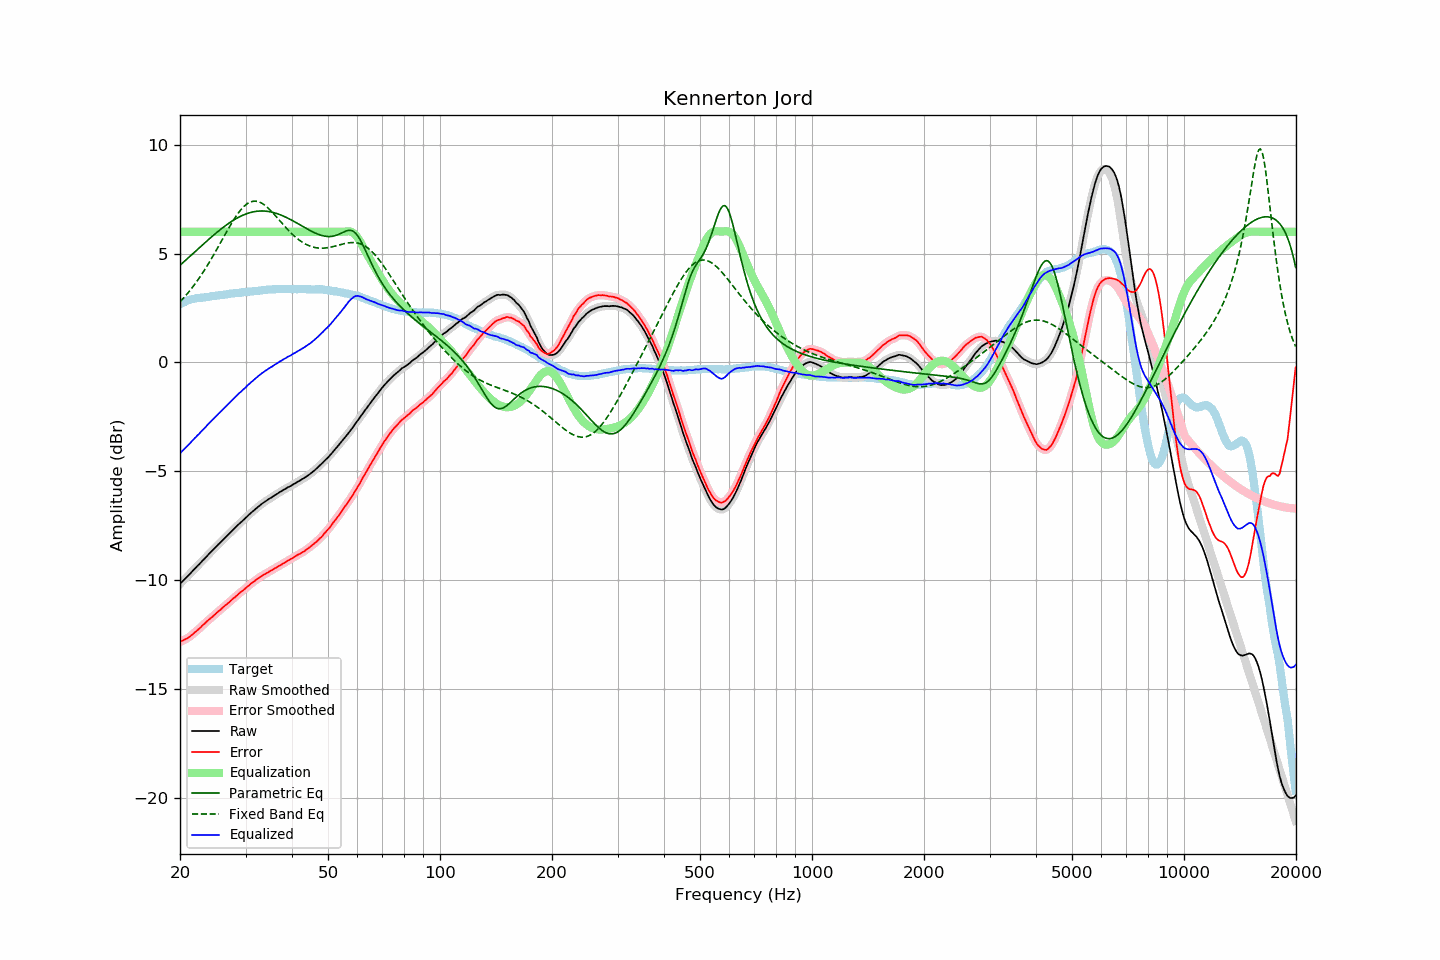 Kennerton Jord
10
5
0
−5
−10
−15
−20
Amplitude (dBr)
Target
Raw Smoothed
Error Smoothed
Raw
Error
Equalization
Parametric Eq
Fixed Band Eq
Equalized
20 50 100 200 500 1000 2000 5000 10000 20000
Frequency (Hz)